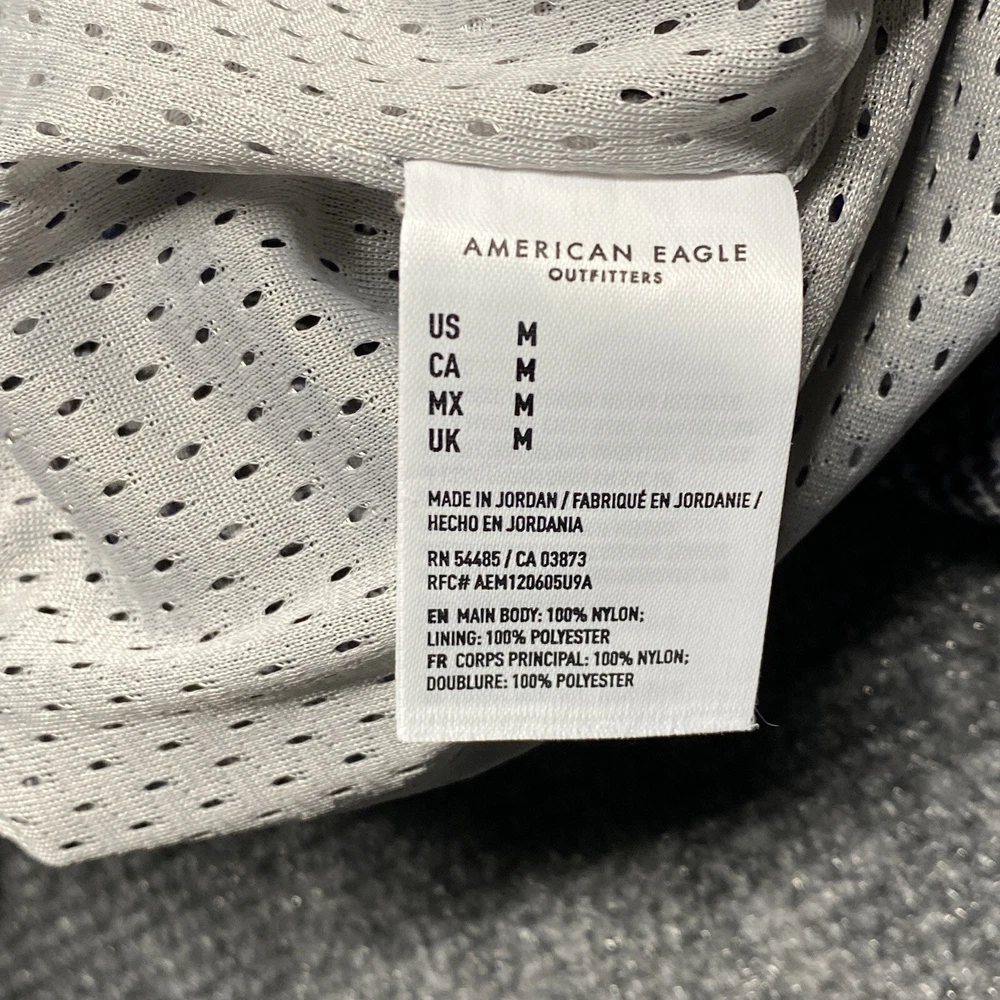 AMERICAN EAGLE
OUTFITTERS
US M
CA M
MX M
UK M
MADE IN JORDAN / FABRIQUÉ EN JORDANIE /
HECHO EN JORDANIA
RN 54485 / CA 03873
RFC# AEM120605U9A
EN MAIN BODY: 100% NYLON;
LINING: 100% POLYESTER
FR CORPS PRINCIPAL: 100% NYLON;
DOUBLURE: 100% POLYESTER